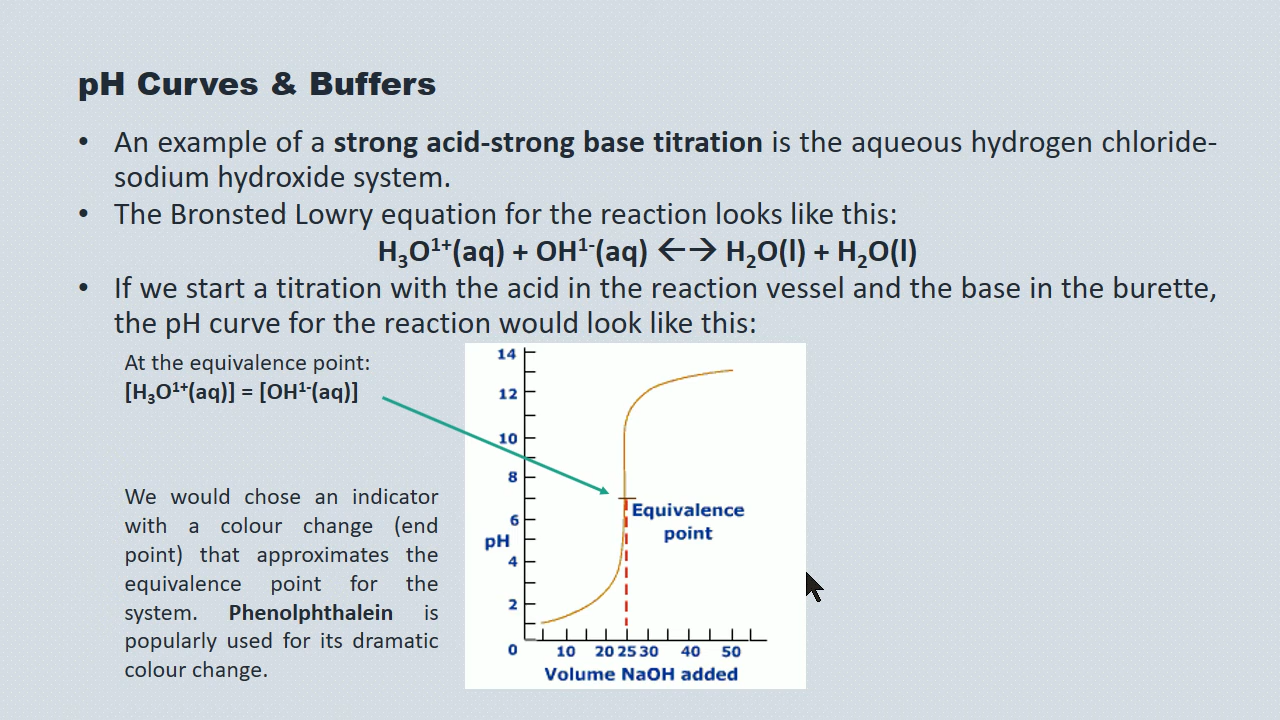 pH Curves & Buffers
• An example of a strong acid-strong base titration is the aqueous hydrogen chloride-
sodium hydroxide system.
• The Bronsted Lowry equation for the reaction looks like this:
H₃O¹⁺(aq) + OH¹⁻(aq) ←→ H₂O(l) + H₂O(l)
• If we start a titration with the acid in the reaction vessel and the base in the burette,
the pH curve for the reaction would look like this:
At the equivalence point:
[H₃O¹⁺(aq)] = [OH¹⁻(aq)]
We would chose an indicator
with a colour change (end
point) that approximates the
equivalence point for the
system. Phenolphthalein is
popularly used for its dramatic
colour change.
14
12
10
8
6
pH
4
2
0
Equivalence
point
10 20 25 30 40 50
Volume NaOH added